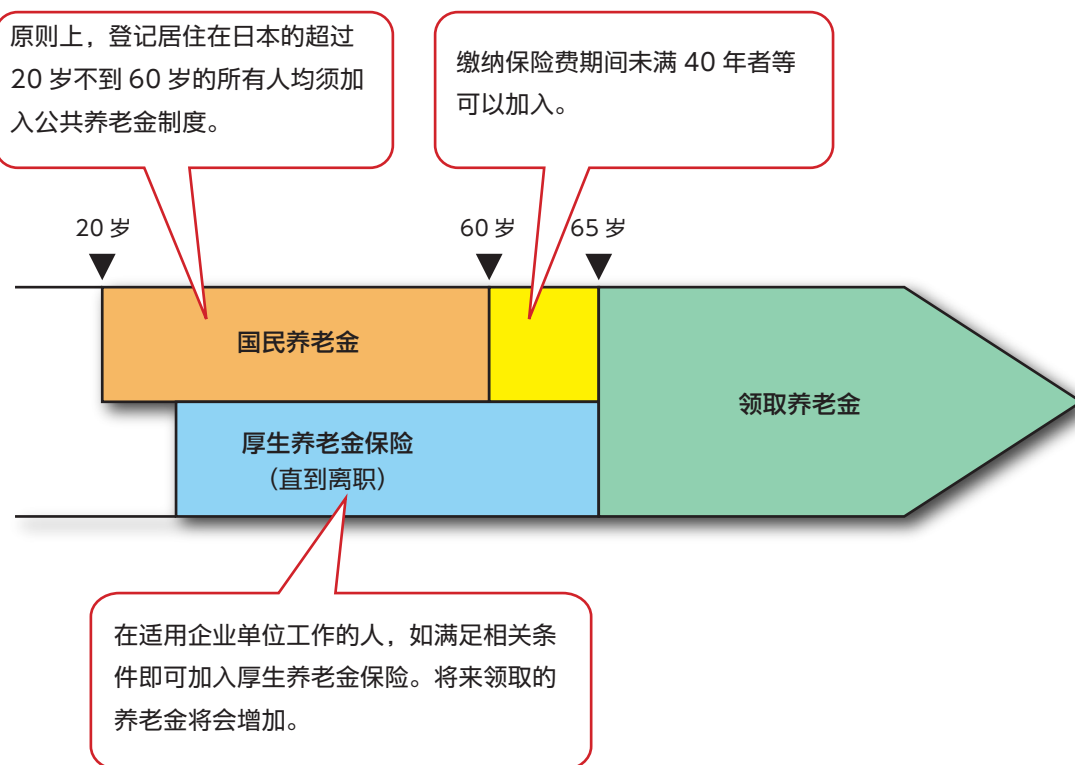 原则上，登记居住在日本的超过
20 岁不到 60 岁的所有人均须加
入公共养老金制度。
缴纳保险费期间未满 40 年者等
可以加入。
20 岁
60 岁
65 岁
国民养老金
领取养老金
厚生养老金保险
（直到离职）
在适用企业单位工作的人，如满足相关条
件即可加入厚生养老金保险。将来领取的
养老金将会增加。